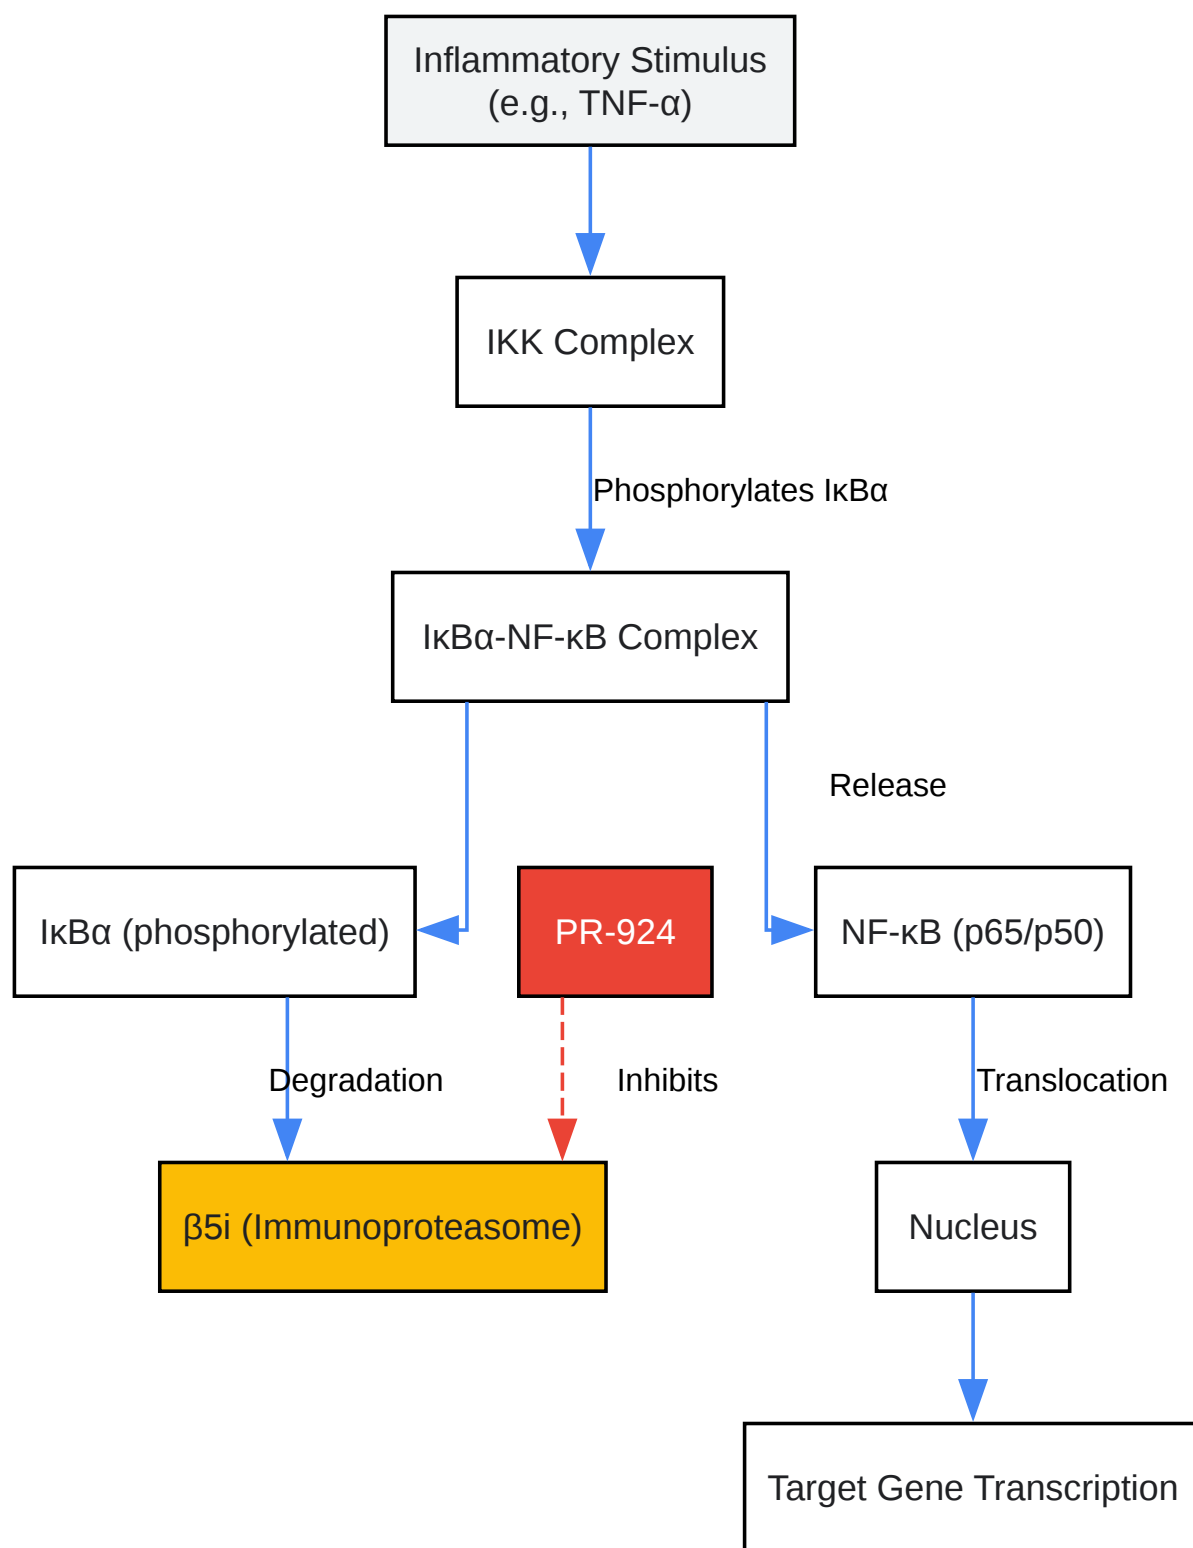 Inflammatory Stimulus
(e.g., TNF-α)
IKK Complex
Phosphorylates IκBα
IκBα-NF-κB Complex
Release
IκBα (phosphorylated)
PR-924
NF-κB (p65/p50)
Degradation
Inhibits
Translocation
β5i (Immunoproteasome)
Nucleus
Target Gene Transcription